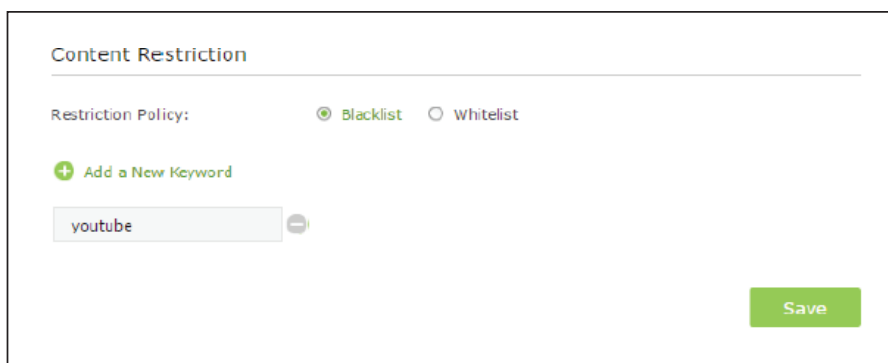 Content Restriction
Restriction Policy: Blacklist Whitelist
Add a New Keyword
youtube
Save